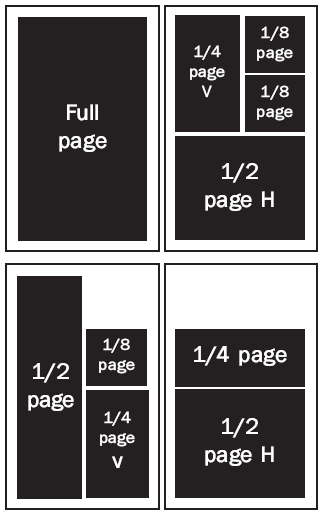 Full
page
1/4
page
V
1/8
page
1/8
page
1/2
page H
1/2
page
1/8
page
1/4
page
V
1/4 page
1/2
page H